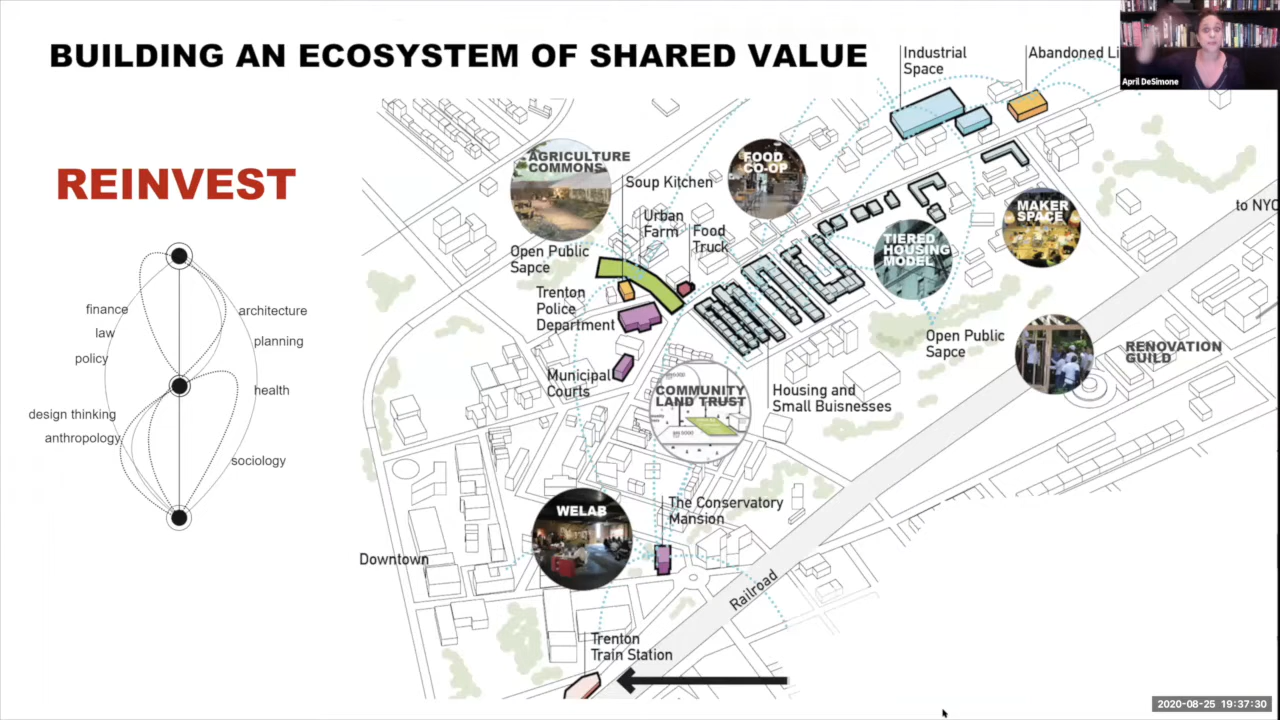 BUILDING AN ECOSYSTEM OF SHARED VALUE
REINVEST
finance
law
policy
design thinking
anthropology
architecture
planning
health
sociology
Industrial
Space
Abandoned Li
April DeSimone
AGRICULTURE
COMMONS
Soup Kitchen
FOOD
CO-OP
Urban
Farm
Food
Truck
MAKER
SPACE
to NYC
Open Public
Sapce
TIERED
HOUSING
MODEL
Trenton
Police
Department
Open Public
Sapce
RENOVATION
GUILD
Municipal
Courts
COMMUNITY
LAND TRUST
Housing and
Small Buisnesses
WELAB
The Conservatory
Mansion
Downtown
Railroad
Trenton
Train Station
2020-08-25 19:37:30